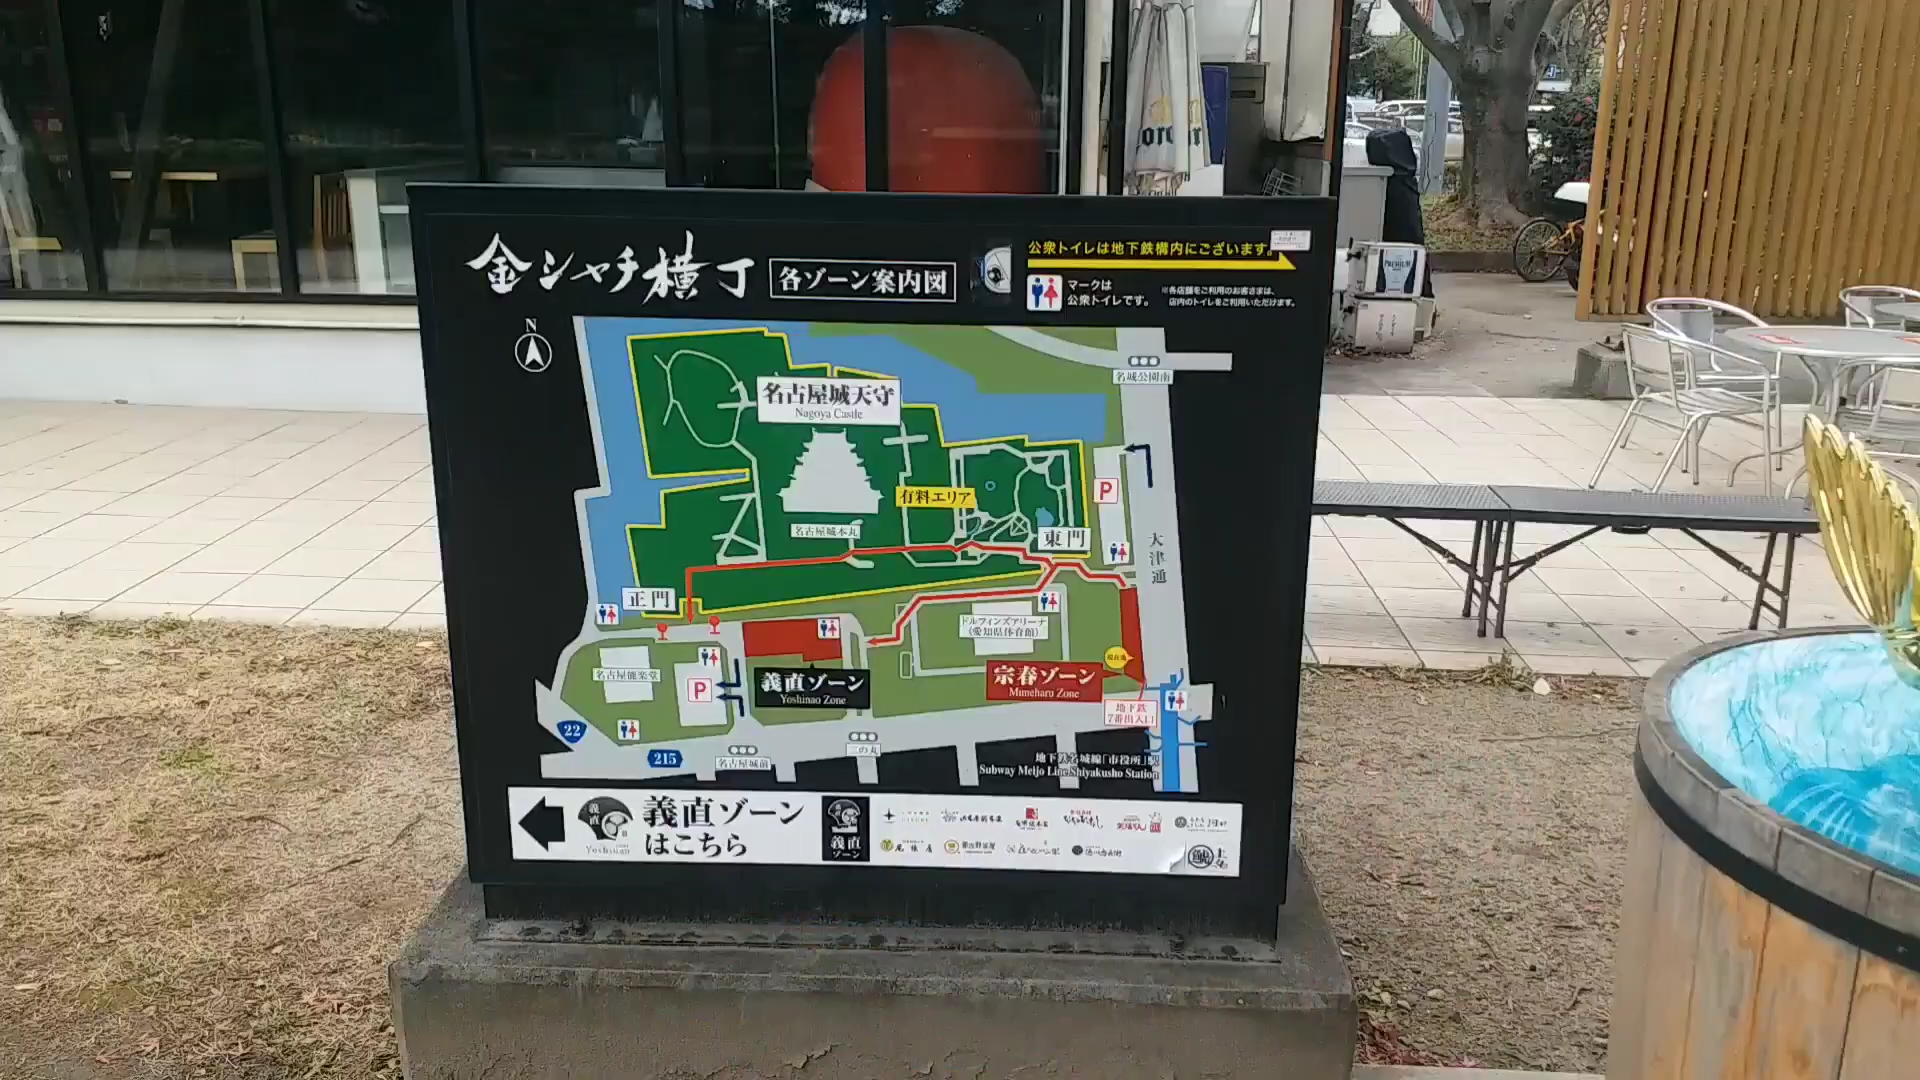 金シャチ横丁 各ゾーン案内図
公衆トイレは地下鉄構内にございます。
マークは
公衆トイレです。
※各店舗をご利用のお客さまは、
店内のトイレをご利用いただけます。
N
名城公園南
名古屋城天守
Nagoya Castle
有料エリア
P
名古屋城本丸
東門
大津通
正門
ドルフィンズアリーナ
(愛知県体育館)
名古屋能楽堂
P
義直ゾーン
Yoshinao Zone
宗春ゾーン
Muneharu Zone
現在地
地下鉄
7番出入口
22
215
名古屋城前
二の丸
地下鉄名城線「市役所」駅
Subway Meijo Line Shiyakusho Station
義直ゾーン
はこちら
義直
ゾーン
PREMIUM